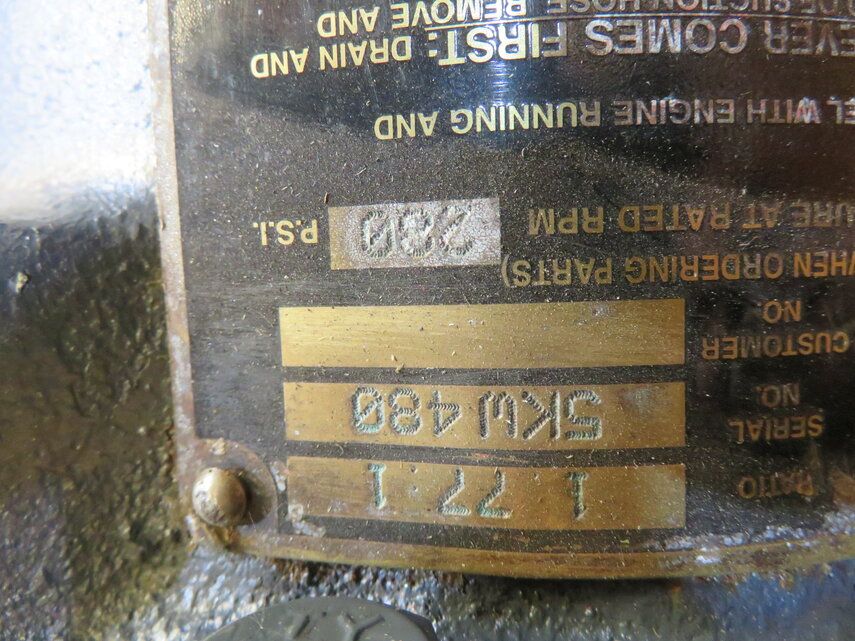 RATIO 1 77:1
SERIAL NO. 5KW480
CUSTOMER NO.
WHEN ORDERING PARTS)
URE AT RATED RPM 280 P.S.I.
EL WITH ENGINE RUNNING AND
EVER COMES FIRST: DRAIN AND
SUCTION HOSE. REMOVE AND